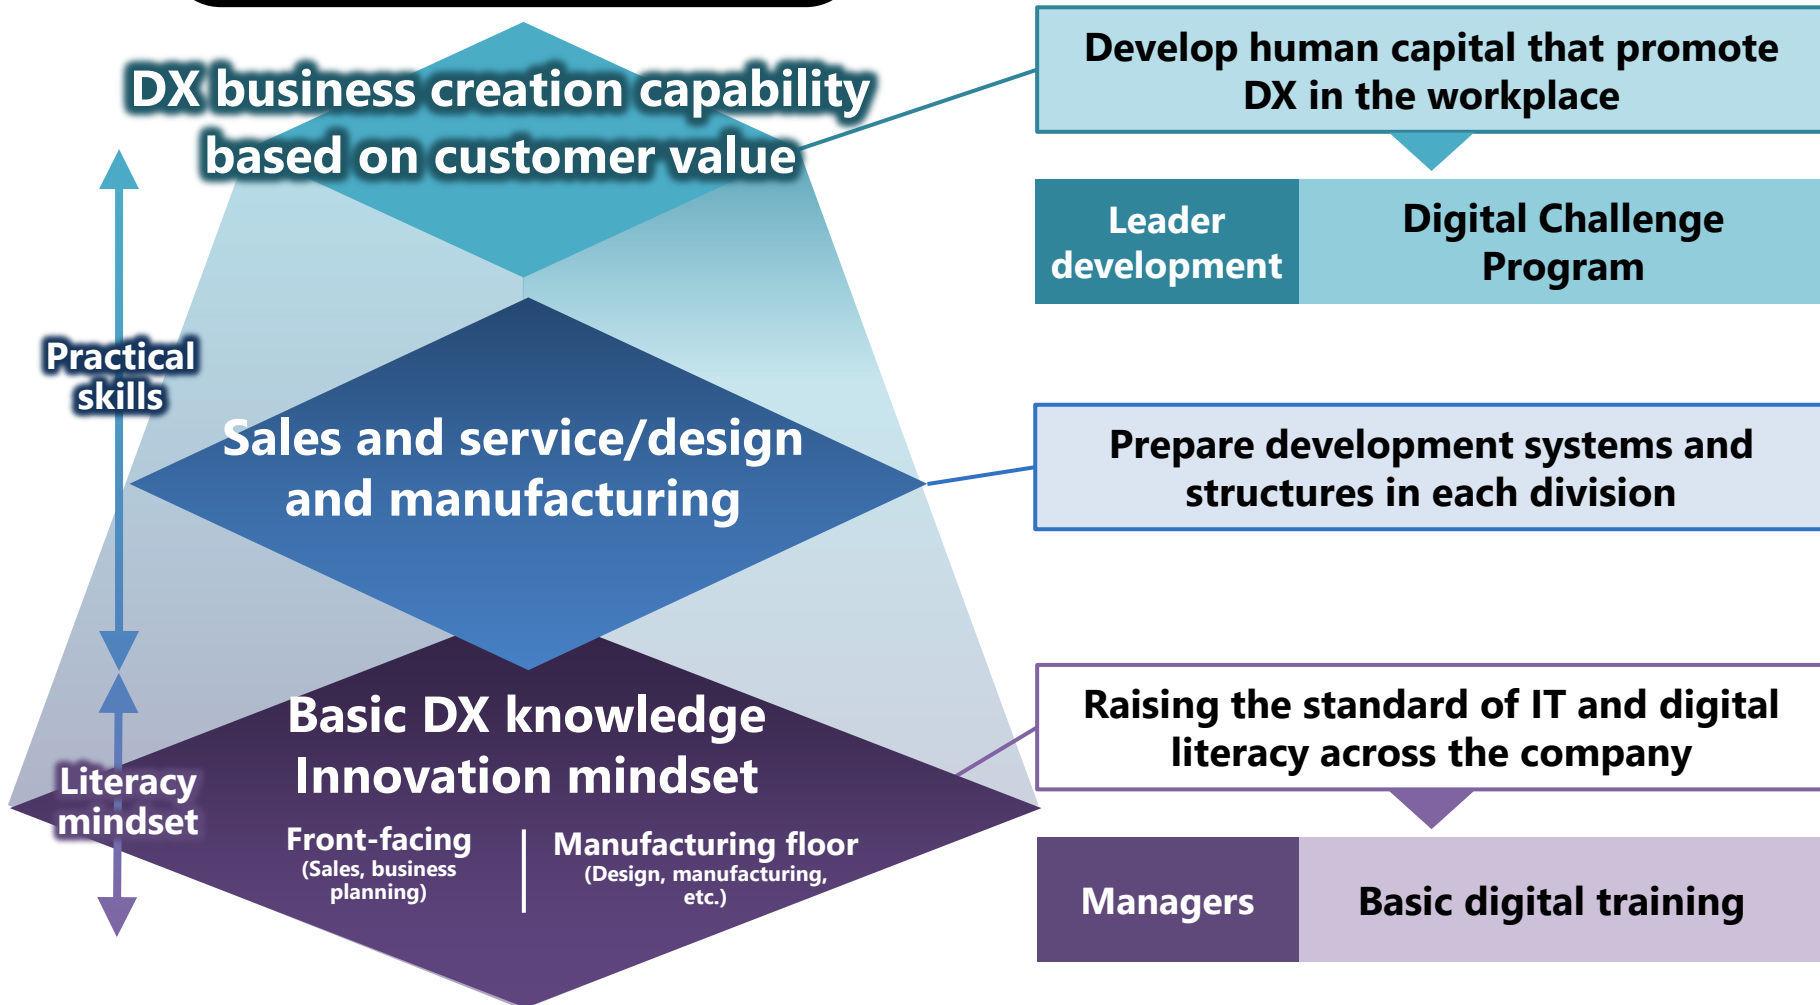 DX business creation capability
based on customer value
Develop human capital that promote
DX in the workplace
Leader
development
Digital Challenge
Program
Practical
skills
Sales and service/design
and manufacturing
Prepare development systems and
structures in each division
Basic DX knowledge
Innovation mindset
Literacy
mindset
Front-facing
(Sales, business
planning)
Manufacturing floor
(Design, manufacturing,
etc.)
Raising the standard of IT and digital
literacy across the company
Managers
Basic digital training